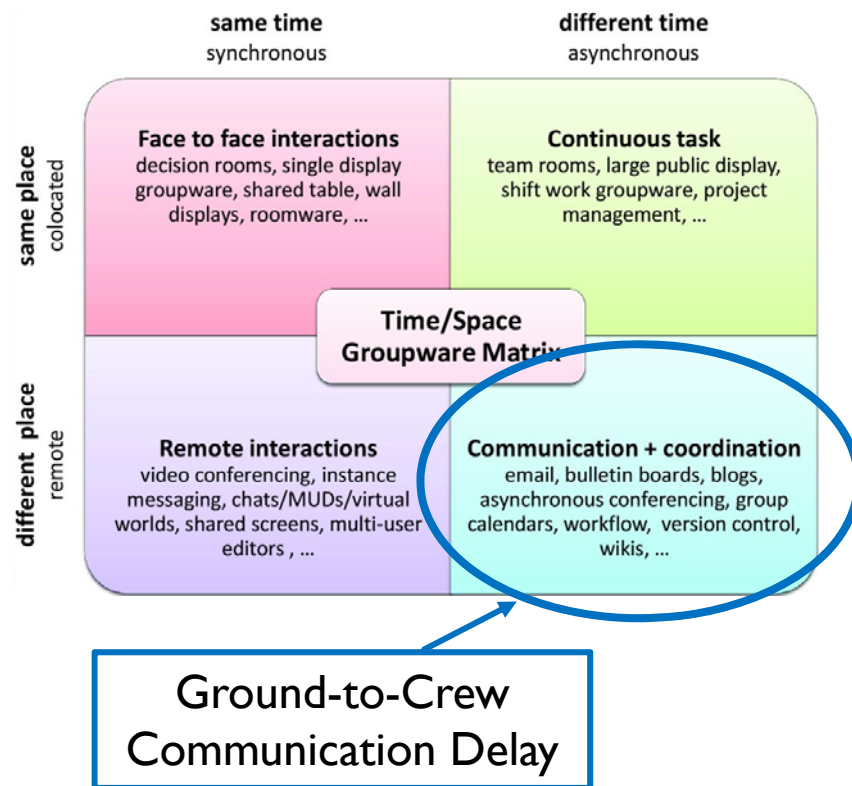 same time
synchronous
different time
asynchronous
same place
colocated
Face to face interactions
decision rooms, single display
groupware, shared table, wall
displays, roomware, ...
Continuous task
team rooms, large public display,
shift work groupware, project
management, ...
Time/Space
Groupware Matrix
different place
remote
Remote interactions
video conferencing, instance
messaging, chats/MUDs/virtual
worlds, shared screens, multi-user
editors , ...
Communication + coordination
email, bulletin boards, blogs,
asynchronous conferencing, group
calendars, workflow, version control,
wikis, ...
Ground-to-Crew
Communication Delay